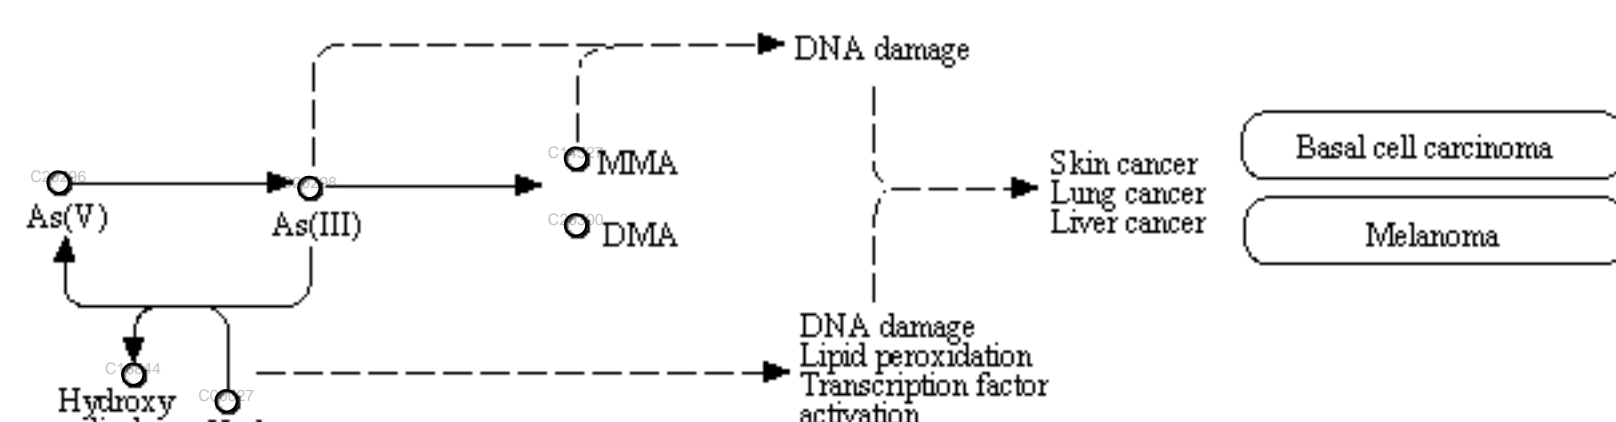 DNA damage
MMA
As(V)
As(III)
DMA
Skin cancer
Lung cancer
Liver cancer
Basal cell carcinoma
Melanoma
DNA damage
Lipid peroxidation
Transcription factor
activation
Hydroxy